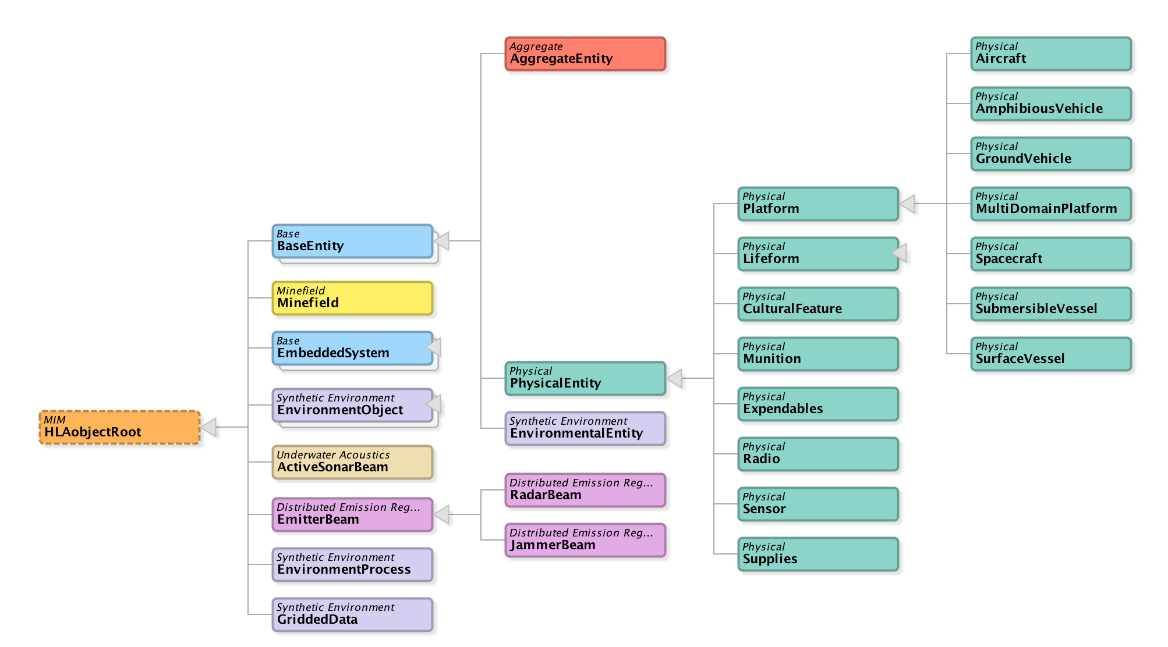 MIM
HLAobjectRoot
Base
BaseEntity
Minefield
Minefield
Base
EmbeddedSystem
Synthetic Environment
EnvironmentObject
Underwater Acoustics
ActiveSonarBeam
Distributed Emission Reg...
EmitterBeam
Synthetic Environment
EnvironmentProcess
Synthetic Environment
GriddedData
Aggregate
AggregateEntity
Physical
PhysicalEntity
Synthetic Environment
EnvironmentalEntity
Distributed Emission Reg...
RadarBeam
Distributed Emission Reg...
JammerBeam
Physical
Platform
Physical
Lifeform
Physical
CulturalFeature
Physical
Munition
Physical
Expendables
Physical
Radio
Physical
Sensor
Physical
Supplies
Physical
Aircraft
Physical
AmphibiousVehicle
Physical
GroundVehicle
Physical
MultiDomainPlatform
Physical
Spacecraft
Physical
SubmersibleVessel
Physical
SurfaceVessel